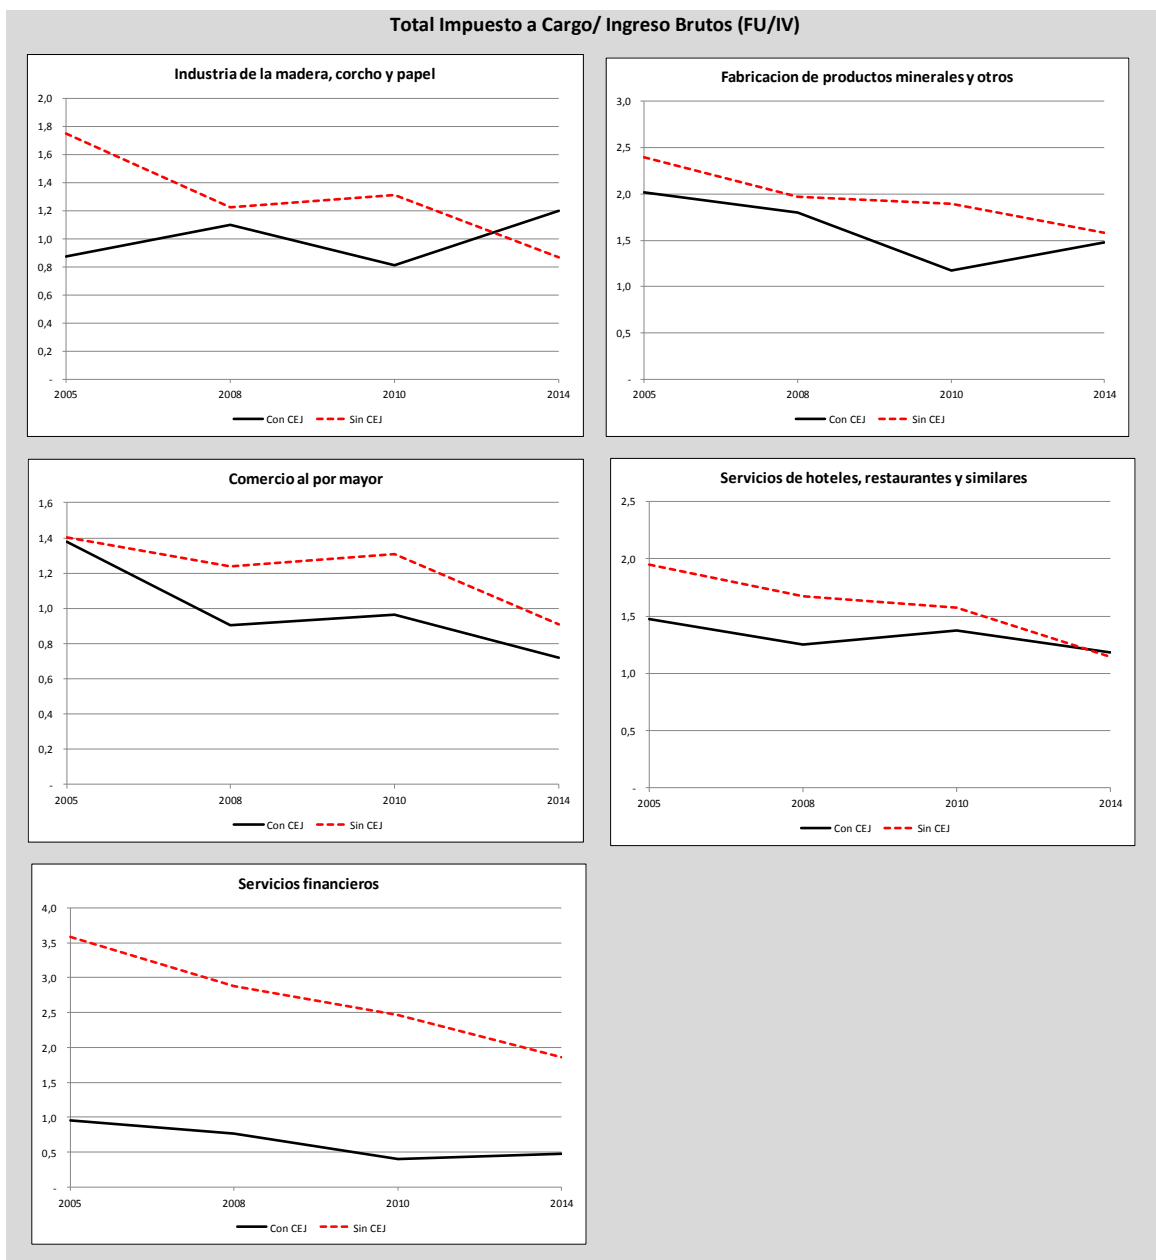 Total Impuesto a Cargo/ Ingreso Brutos (FU/IV)
Industria de la madera, corcho y papel
2,0
1,8
1,6
1,4
1,2
1,0
0,8
0,6
0,4
0,2
-
2005 2008 2010 2014
Con CEJ Sin CEJ
Fabricacion de productos minerales y otros
3,0
2,5
2,0
1,5
1,0
0,5
-
2005 2008 2010 2014
Con CEJ Sin CEJ
Comercio al por mayor
1,6
1,4
1,2
1,0
0,8
0,6
0,4
0,2
-
2005 2008 2010 2014
Con CEJ Sin CEJ
Servicios de hoteles, restaurantes y similares
2,5
2,0
1,5
1,0
0,5
-
2005 2008 2010 2014
Con CEJ Sin CEJ
Servicios financieros
4,0
3,5
3,0
2,5
2,0
1,5
1,0
0,5
-
2005 2008 2010 2014
Con CEJ Sin CEJ